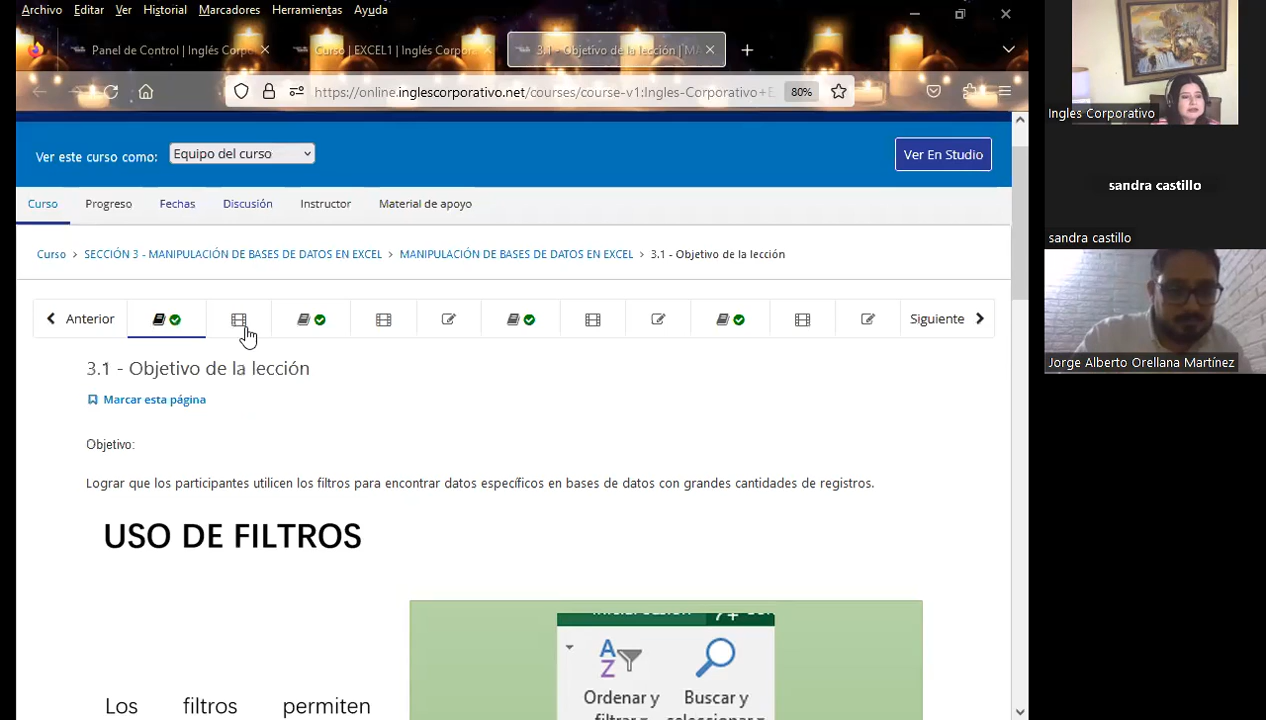 Archivo Editar Ver Historial Marcadores Herramientas Ayuda
Panel de Control | Inglés Corpo
Curso | EXCEL1 | Inglés Corpor
3.1 - Objetivo de la lección | MA
https://online.inglescorporativo.net/courses/course-v1:Ingles-Corporativo+E
80%
Ver este curso como: Equipo del curso
Ver En Studio
Curso Progreso Fechas Discusión Instructor Material de apoyo
Curso > SECCIÓN 3 - MANIPULACIÓN DE BASES DE DATOS EN EXCEL > MANIPULACIÓN DE BASES DE DATOS EN EXCEL > 3.1 - Objetivo de la lección
Anterior
Siguiente
3.1 - Objetivo de la lección
Marcar esta página
Objetivo:
Lograr que los participantes utilicen los filtros para encontrar datos específicos en bases de datos con grandes cantidades de registros.
USO DE FILTROS
A
Z
Ordenar y
filtrar
Buscar y
seleccionar
Los filtros permiten
Ingles Corporativo
sandra castillo
sandra castillo
Jorge Alberto Orellana Martínez